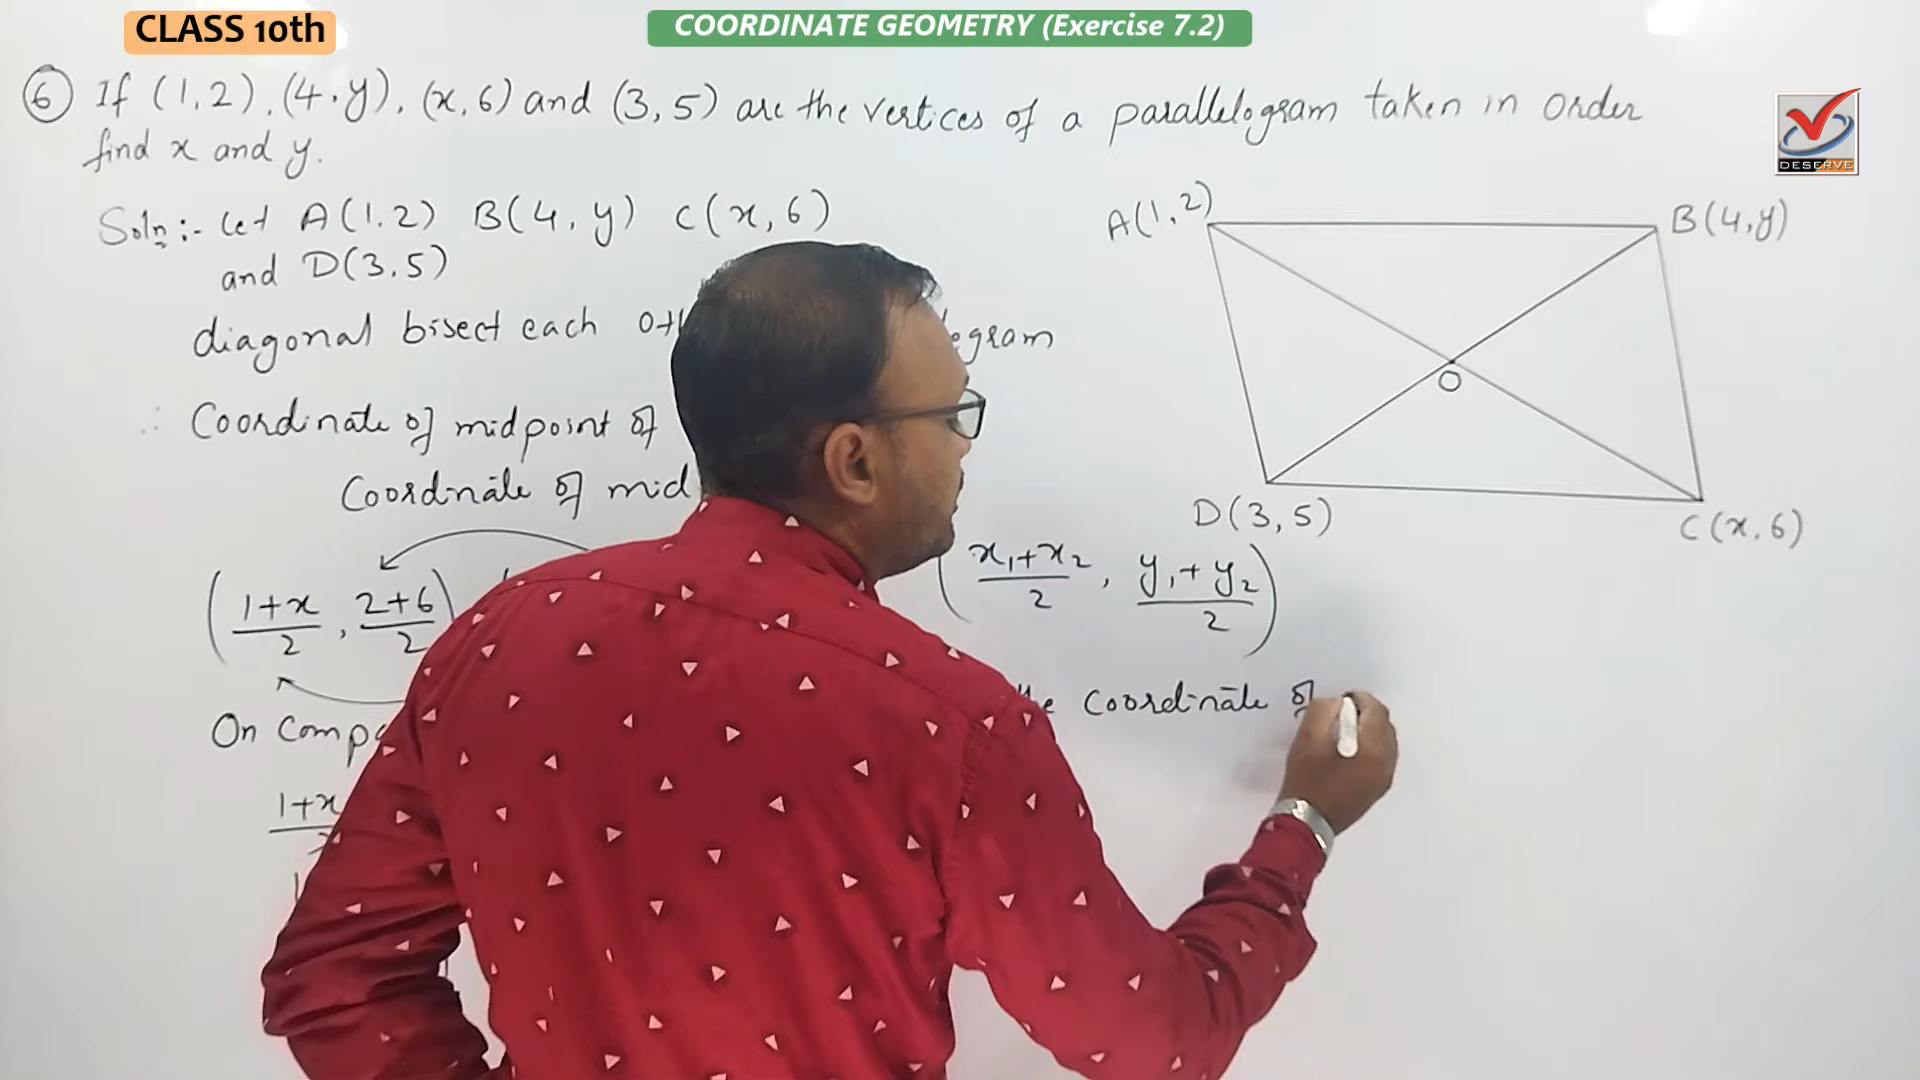 CLASS 10th
COORDINATE GEOMETRY (Exercise 7.2)
6 If (1,2), (4,y), (x,6) and (3,5) are the vertices of a parallelogram taken in order
find x and y.
DESERVE
Soln:- Let A(1,2) B(4,y) C(x,6)
and D(3,5)
diagonal bisect each
∴ Coordinate of midpoint of
Coordinate of mid
(1+x/2, 2+6/2)
On
1+x
A(1,2)
B(4,y)
O
D(3,5)
C(x,6)
(x₁+x₂/2, y₁+y₂/2)
Coordinate of